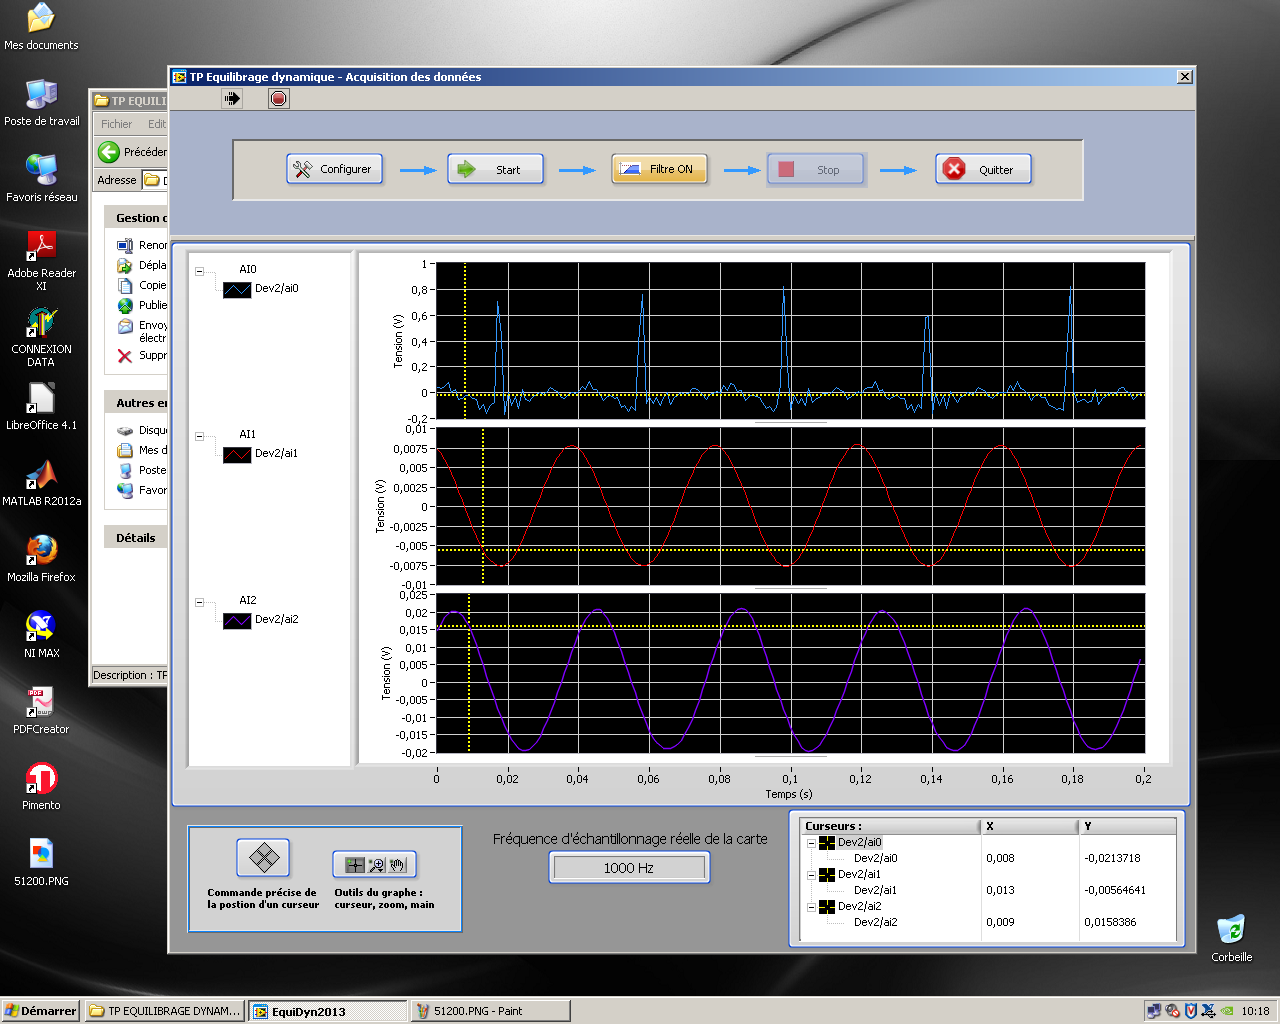 Mes documents
Poste de travail
Favoris réseau
Adobe Reader
XI
CONNEXION
DATA
LibreOffice 4.1
MATLAB R2012a
Mozilla Firefox
NI MAX
PDFCreator
Pimento
51200.PNG
Corbeille
TP EQUILI
Fichier Edit
Précéder
Adresse
Gestion
Renor
Dépla
Copie
Publie
Envoy
électr
Suppr
Autres
Disqu
Mes d
Poste
Favor
Détails
Description : TP
TP Equilibrage dynamique - Acquisition des données
Configurer
Start
Filtre ON
Stop
Quitter
AI0
Dev2/ai0
AI1
Dev2/ai1
AI2
Dev2/ai2
Tension (V)
1
0,8
0,6
0,4
0,2
0
-0,2
Tension (V)
0,01
0,0075
0,005
0,0025
0
-0,0025
-0,005
-0,0075
-0,01
Tension (V)
0,025
0,02
0,015
0,01
0,005
0
-0,005
-0,01
-0,015
-0,02
0 0,02 0,04 0,06 0,08 0,1 0,12 0,14 0,16 0,18 0,2
Temps (s)
Commande précise de
la postion d'un curseur
Outils du graphe :
curseur, zoom, main
Fréquence d'échantillonnage réelle de la carte
1000 Hz
Curseurs : X Y
Dev2/ai0
Dev2/ai0 0,008 -0,0213718
Dev2/ai1
Dev2/ai1 0,013 -0,00564641
Dev2/ai2
Dev2/ai2 0,009 0,0158386
Démarrer
TP EQUILIBRAGE DYNAM...
EquiDyn2013
51200.PNG - Paint
10:18